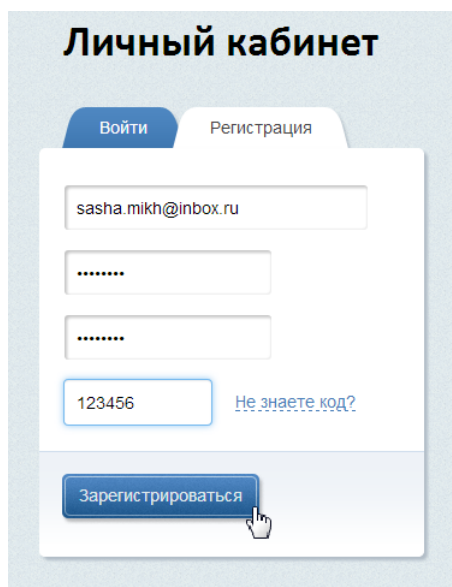 Личный кабинет
Войти Регистрация
sasha.mikh@inbox.ru
••••••••
••••••••
123456 Не знаете код?
Зарегистрироваться